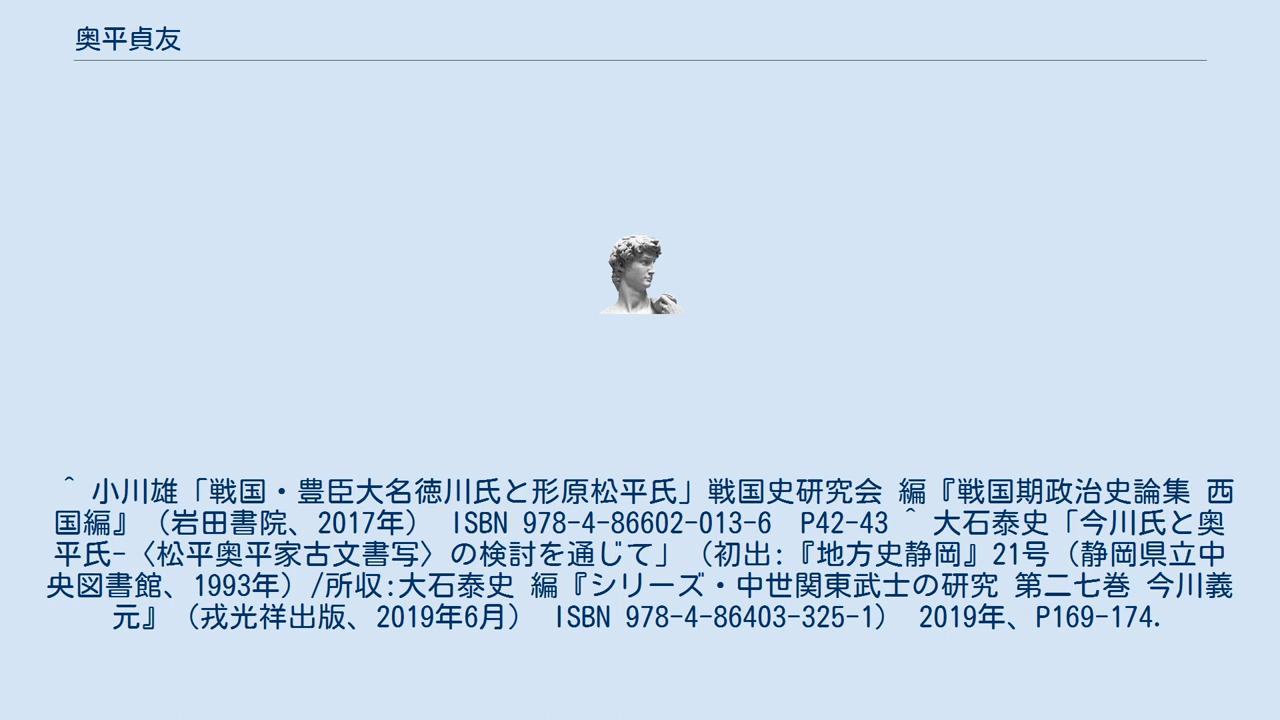 奥平貞友
^ 小川雄「戦国・豊臣大名徳川氏と形原松平氏」戦国史研究会 編『戦国期政治史論集 西
国編』（岩田書院、2017年） ISBN 978-4-86602-013-6　P42-43 ^ 大石泰史「今川氏と奥
平氏-〈松平奥平家古文書写〉の検討を通じて」（初出:『地方史静岡』21号（静岡県立中
央図書館、1993年）/所収:大石泰史 編『シリーズ・中世関東武士の研究 第二七巻 今川義
元』（戎光祥出版、2019年6月） ISBN 978-4-86403-325-1） 2019年、P169-174.